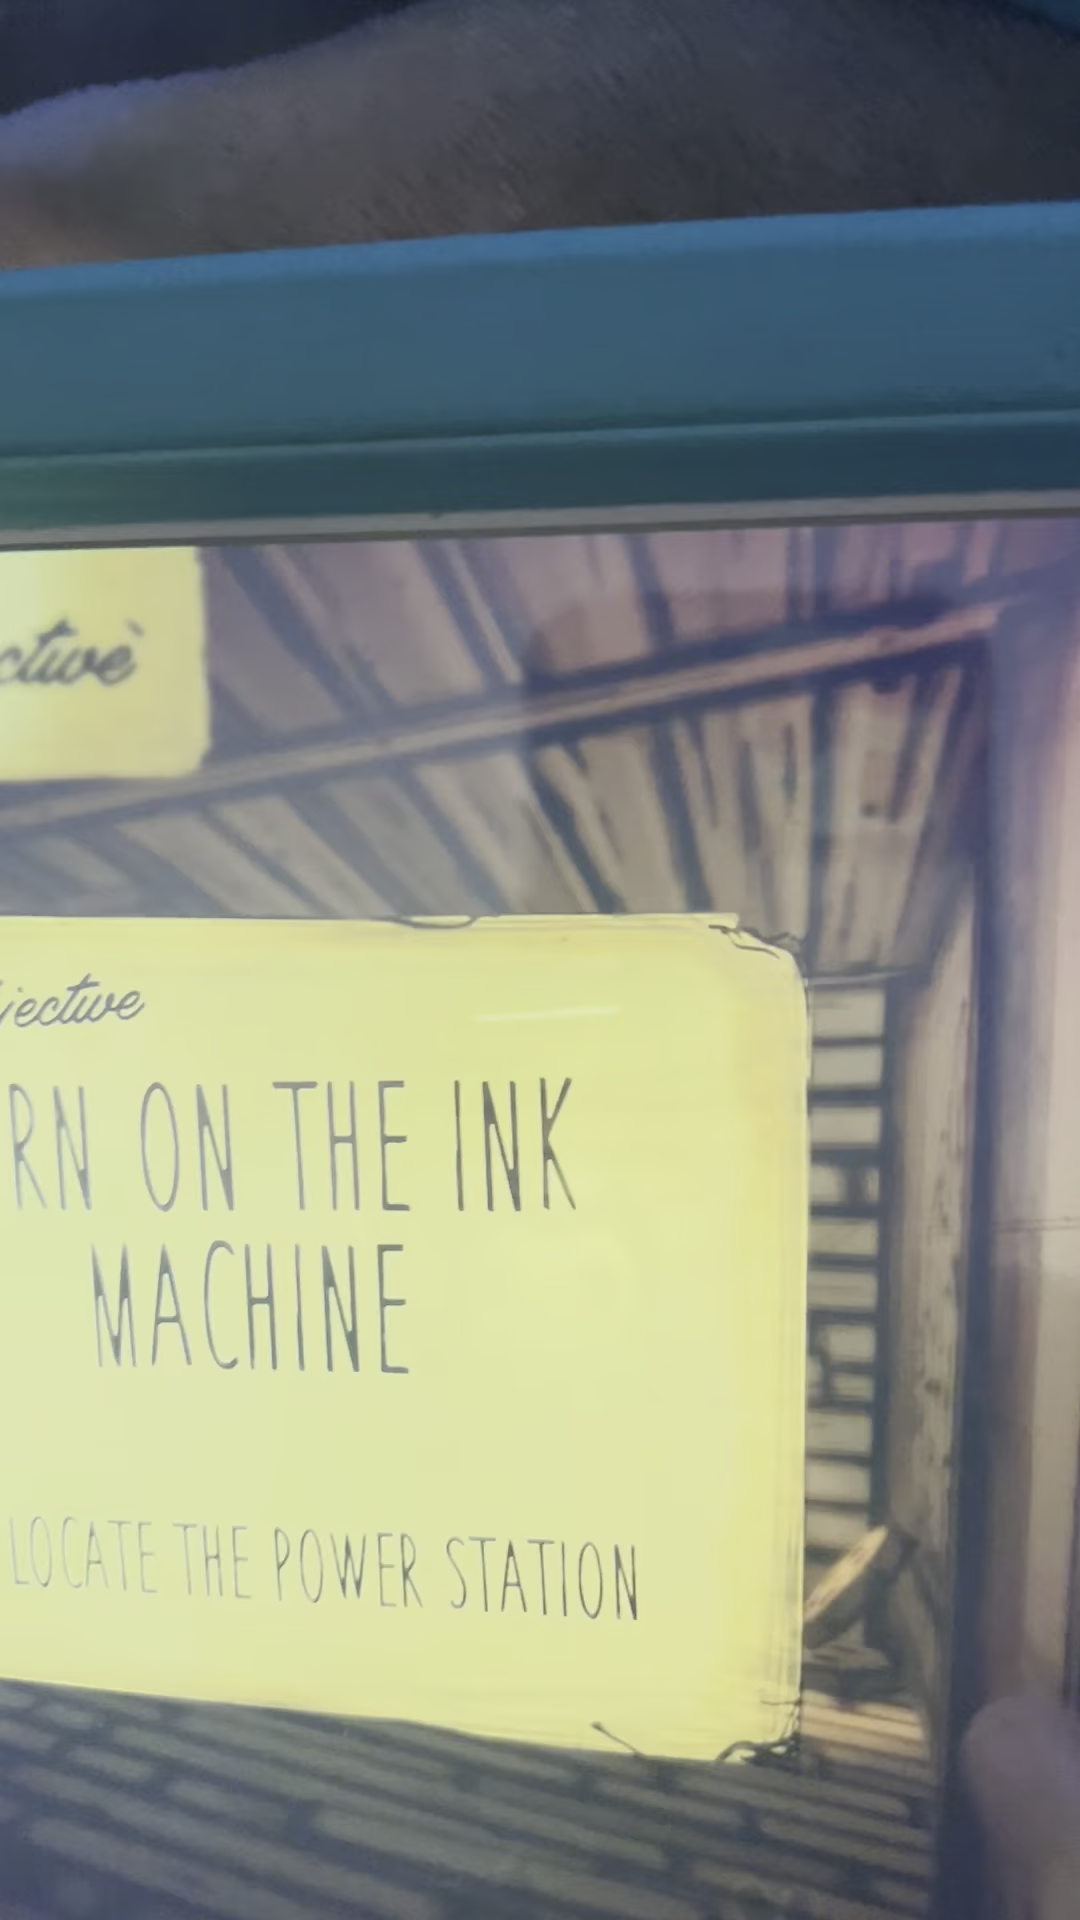 ctive
jective
RN ON THE INK
MACHINE
LOCATE THE POWER STATION